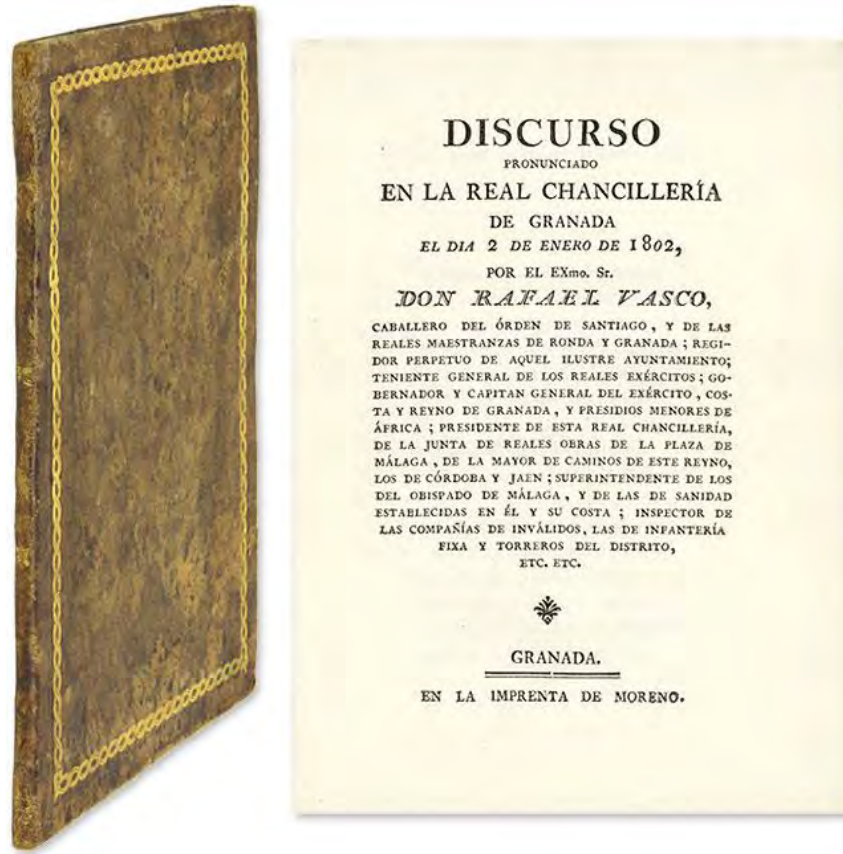 DISCURSO
PRONUNCIADO
EN LA REAL CHANCILLERÍA
DE GRANADA
EL DIA 2 DE ENERO DE 1802,
POR EL EXmo. Sr.
DON RAFAEL VASCO,
CABALLERO DEL ÓRDEN DE SANTIAGO, Y DE LAS
REALES MAESTRANZAS DE RONDA Y GRANADA; REGI-
DOR PERPETUO DE AQUEL ILUSTRE AYUNTAMIENTO;
TENIENTE GENERAL DE LOS REALES EXÉRCITOS; GO-
BERNADOR Y CAPITAN GENERAL DEL EXÉRCITO, COS-
TA Y REYNO DE GRANADA, Y PRESIDIOS MENORES DE
ÁFRICA; PRESIDENTE DE ESTA REAL CHANCILLERÍA,
DE LA JUNTA DE REALES OBRAS DE LA PLAZA DE
MÁLAGA, DE LA MAYOR DE CAMINOS DE ESTE REYNO,
LOS DE CÓRDOBA Y JAEN; SUPERINTENDENTE DE LOS
DEL OBISPADO DE MÁLAGA, Y DE LAS DE SANIDAD
ESTABLECIDAS EN ÉL Y SU COSTA; INSPECTOR DE
LAS COMPAÑÍAS DE INVÁLIDOS, LAS DE INFANTERÍA
FIXA Y TORREROS DEL DISTRITO,
ETC. ETC.
GRANADA.
EN LA IMPRENTA DE MORENO.